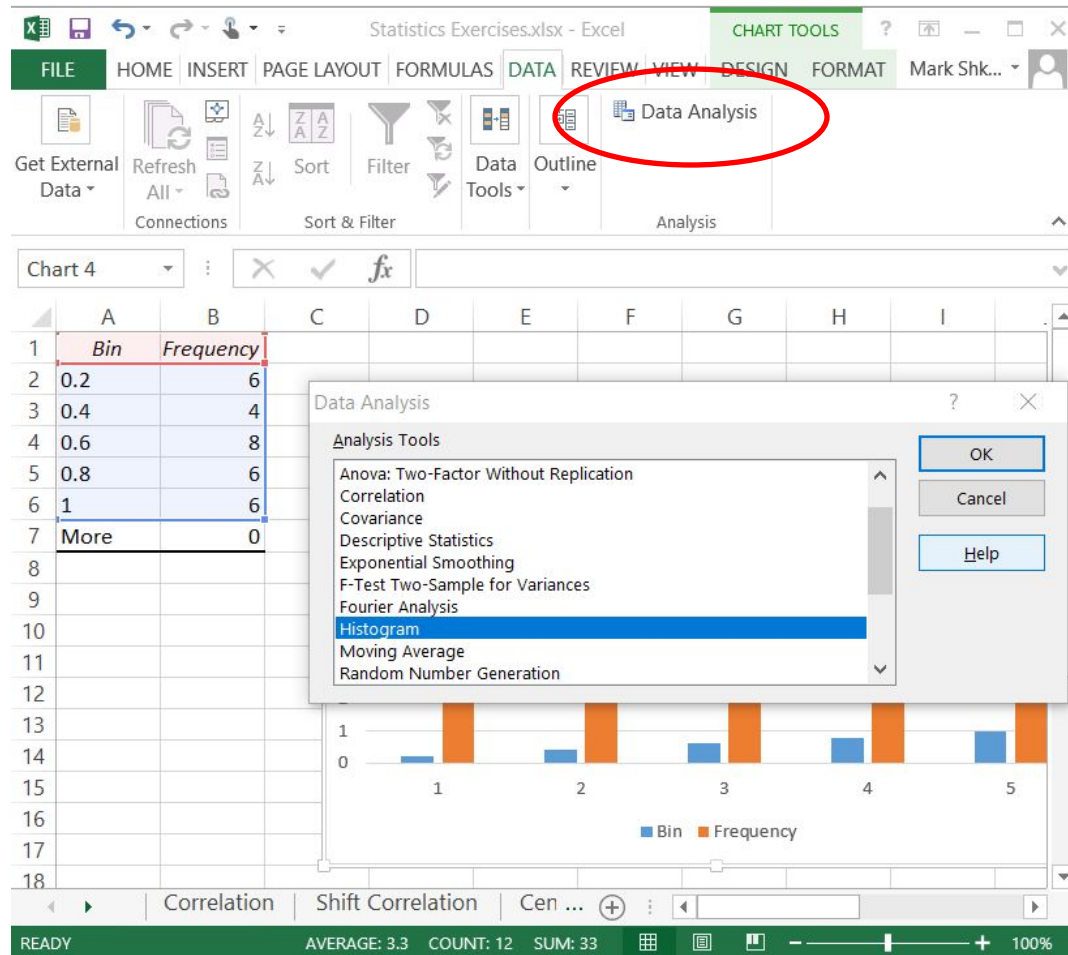 Statistics Exercises.xlsx - Excel
CHART TOOLS
?
FILE HOME INSERT PAGE LAYOUT FORMULAS DATA REVIEW VIEW DESIGN FORMAT Mark Shk...
Get External Data
Refresh All
Sort
Filter
Data Tools
Outline
Data Analysis
Connections
Sort & Filter
Analysis
Chart 4
fx
A B C D E F G H I
1 Bin Frequency
2 0.2 6
3 0.4 4
4 0.6 8
5 0.8 6
6 1 6
7 More 0
8
9
10
11
12
13
14
15
16
17
18
Data Analysis ?
Analysis Tools
Anova: Two-Factor Without Replication
Correlation
Covariance
Descriptive Statistics
Exponential Smoothing
F-Test Two-Sample for Variances
Fourier Analysis
Histogram
Moving Average
Random Number Generation
OK
Cancel
Help
1
0
1 2 3 4 5
Bin Frequency
Correlation Shift Correlation Cen ...
READY AVERAGE: 3.3 COUNT: 12 SUM: 33 100%